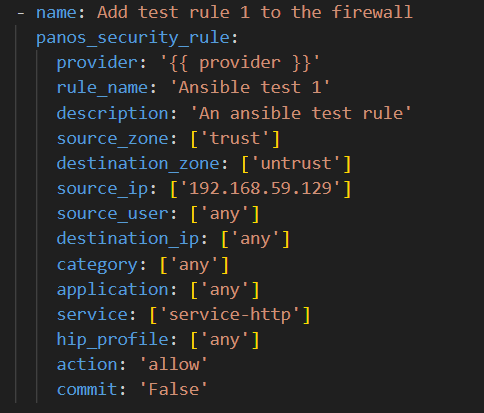 - name: Add test rule 1 to the firewall
  panos_security_rule:
    provider: '{{ provider }}'
    rule_name: 'Ansible test 1'
    description: 'An ansible test rule'
    source_zone: ['trust']
    destination_zone: ['untrust']
    source_ip: ['192.168.59.129']
    source_user: ['any']
    destination_ip: ['any']
    category: ['any']
    application: ['any']
    service: ['service-http']
    hip_profile: ['any']
    action: 'allow'
    commit: 'False'